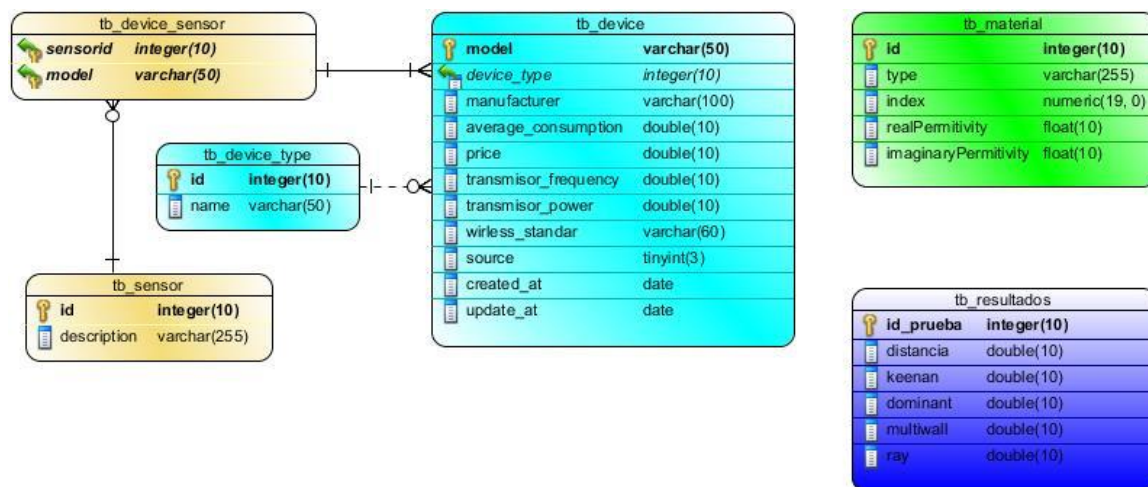 tb_device_sensor
sensorid integer(10)
model varchar(50)
tb_device_type
id integer(10)
name varchar(50)
tb_sensor
id integer(10)
description varchar(255)
tb_device
model varchar(50)
device_type integer(10)
manufacturer varchar(100)
average_consumption double(10)
price double(10)
transmisor_frequency double(10)
transmisor_power double(10)
wirless_standar varchar(60)
source tinyint(3)
created_at date
update_at date
tb_material
id integer(10)
type varchar(255)
index numeric(19, 0)
realPermitivity float(10)
imaginaryPermitivity float(10)
tb_resultados
id_prueba integer(10)
distancia double(10)
keenan double(10)
dominant double(10)
multiwall double(10)
ray double(10)